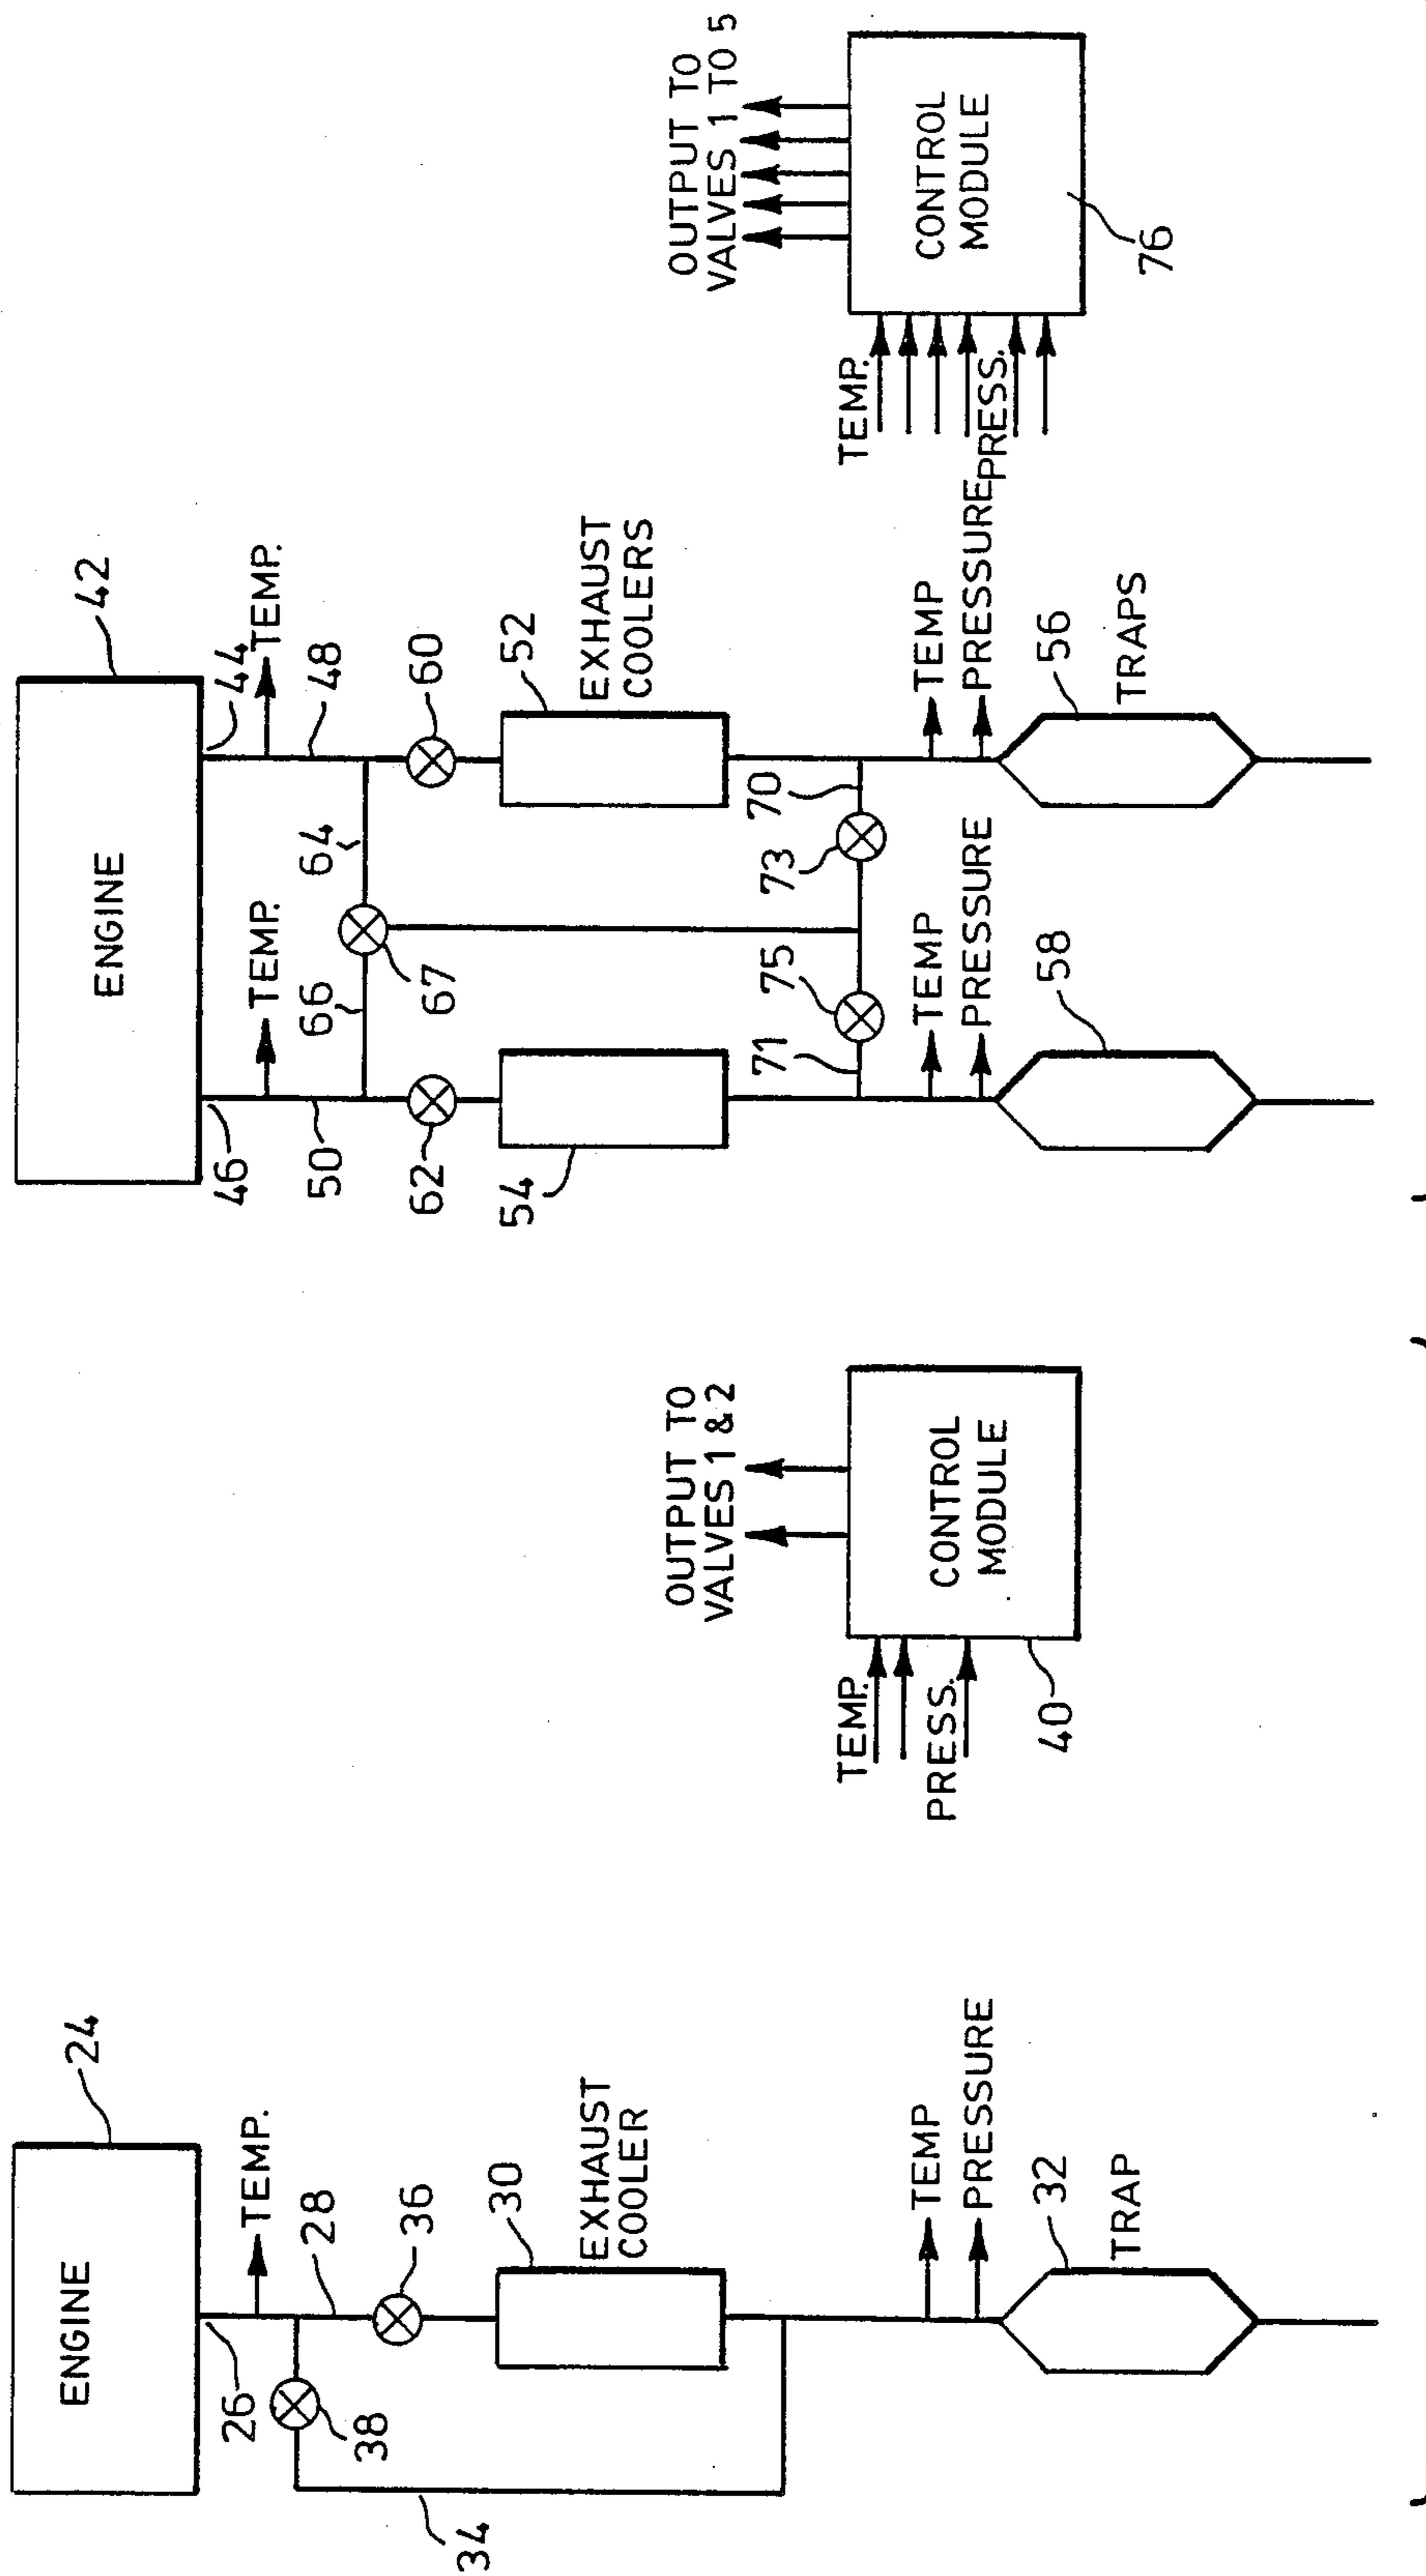 ENGINE
24
26
TEMP.
28
38
36
34
30
EXHAUST
COOLER
TEMP
PRESSURE
32
TRAP
OUTPUT TO
VALVES 1 & 2
TEMP.
PRESS.
CONTROL
MODULE
40
ENGINE
42
46
TEMP.
44
TEMP.
50
66
64
48
62
67
60
54
52
EXHAUST
COOLERS
71
75
73
70
TEMP
PRESSURE
TEMP
PRESSURE
58
56
TRAPS
OUTPUT TO
VALVES 1 TO 5
TEMP.
PRESS.
CONTROL
MODULE
76